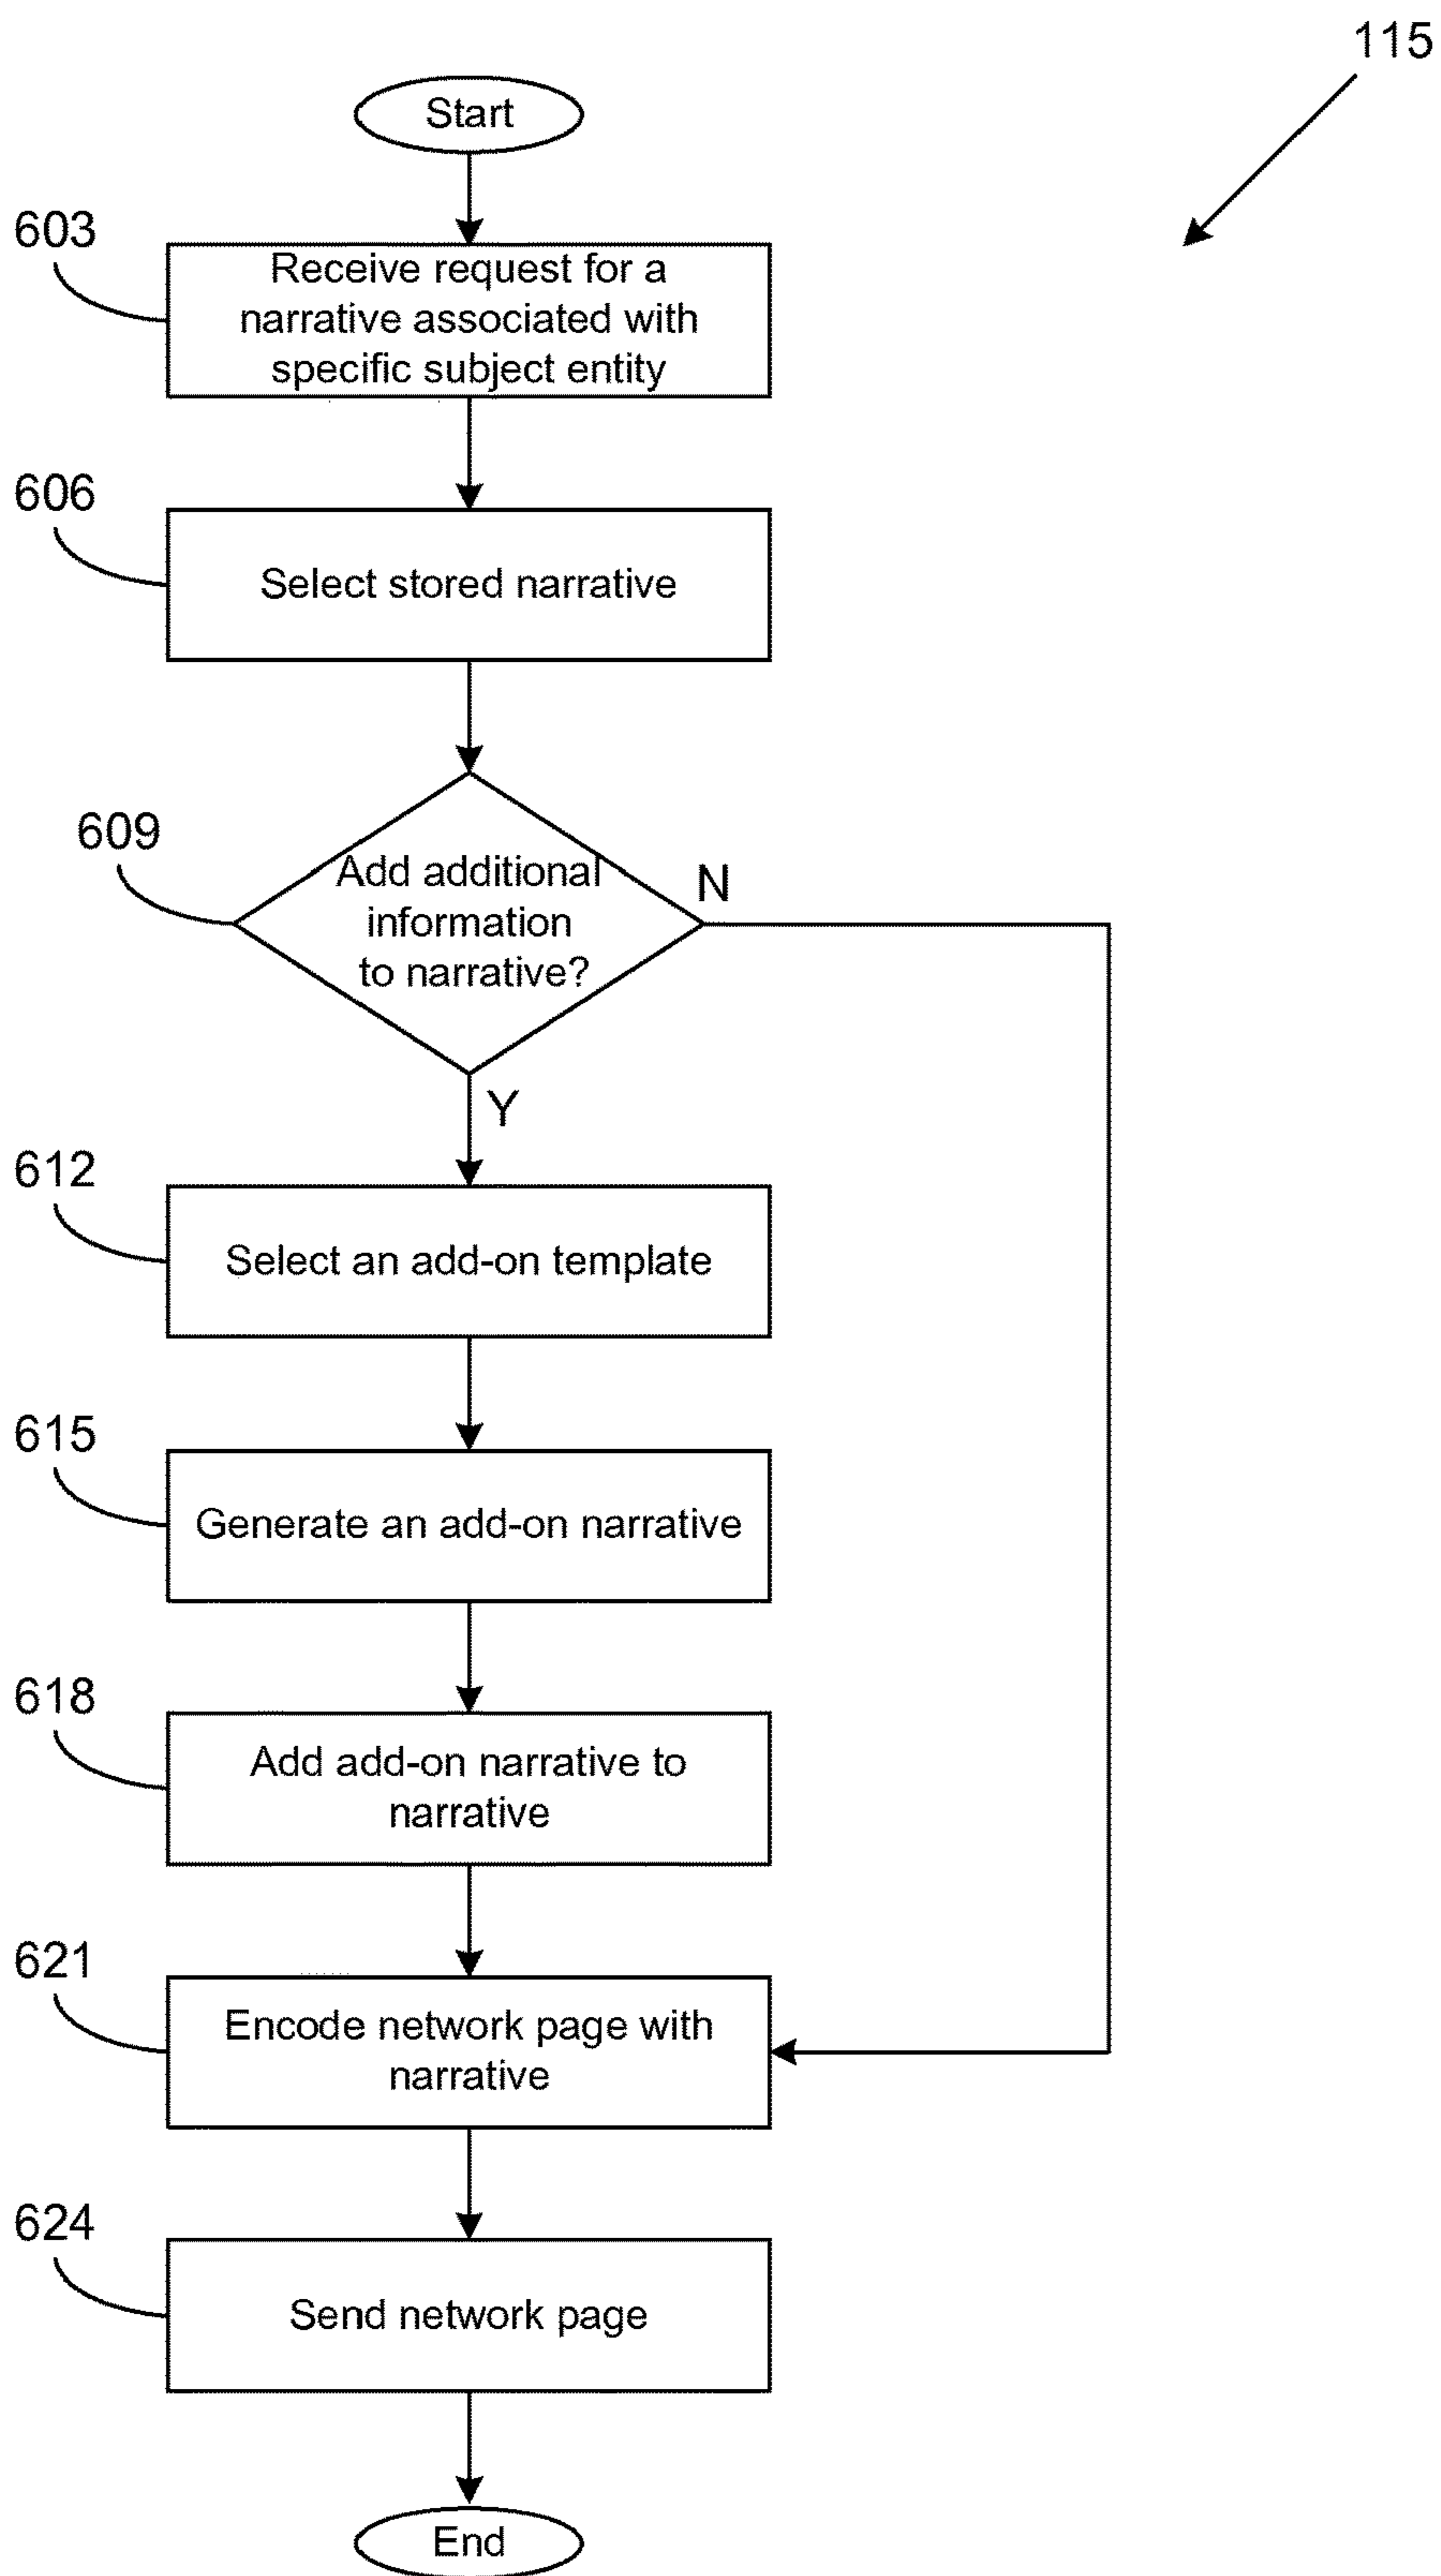 115
Start
603
Receive request for a
narrative associated with
specific subject entity
606
Select stored narrative
609
Add additional
information
to narrative?
N
Y
612
Select an add-on template
615
Generate an add-on narrative
618
Add add-on narrative to
narrative
621
Encode network page with
narrative
624
Send network page
End